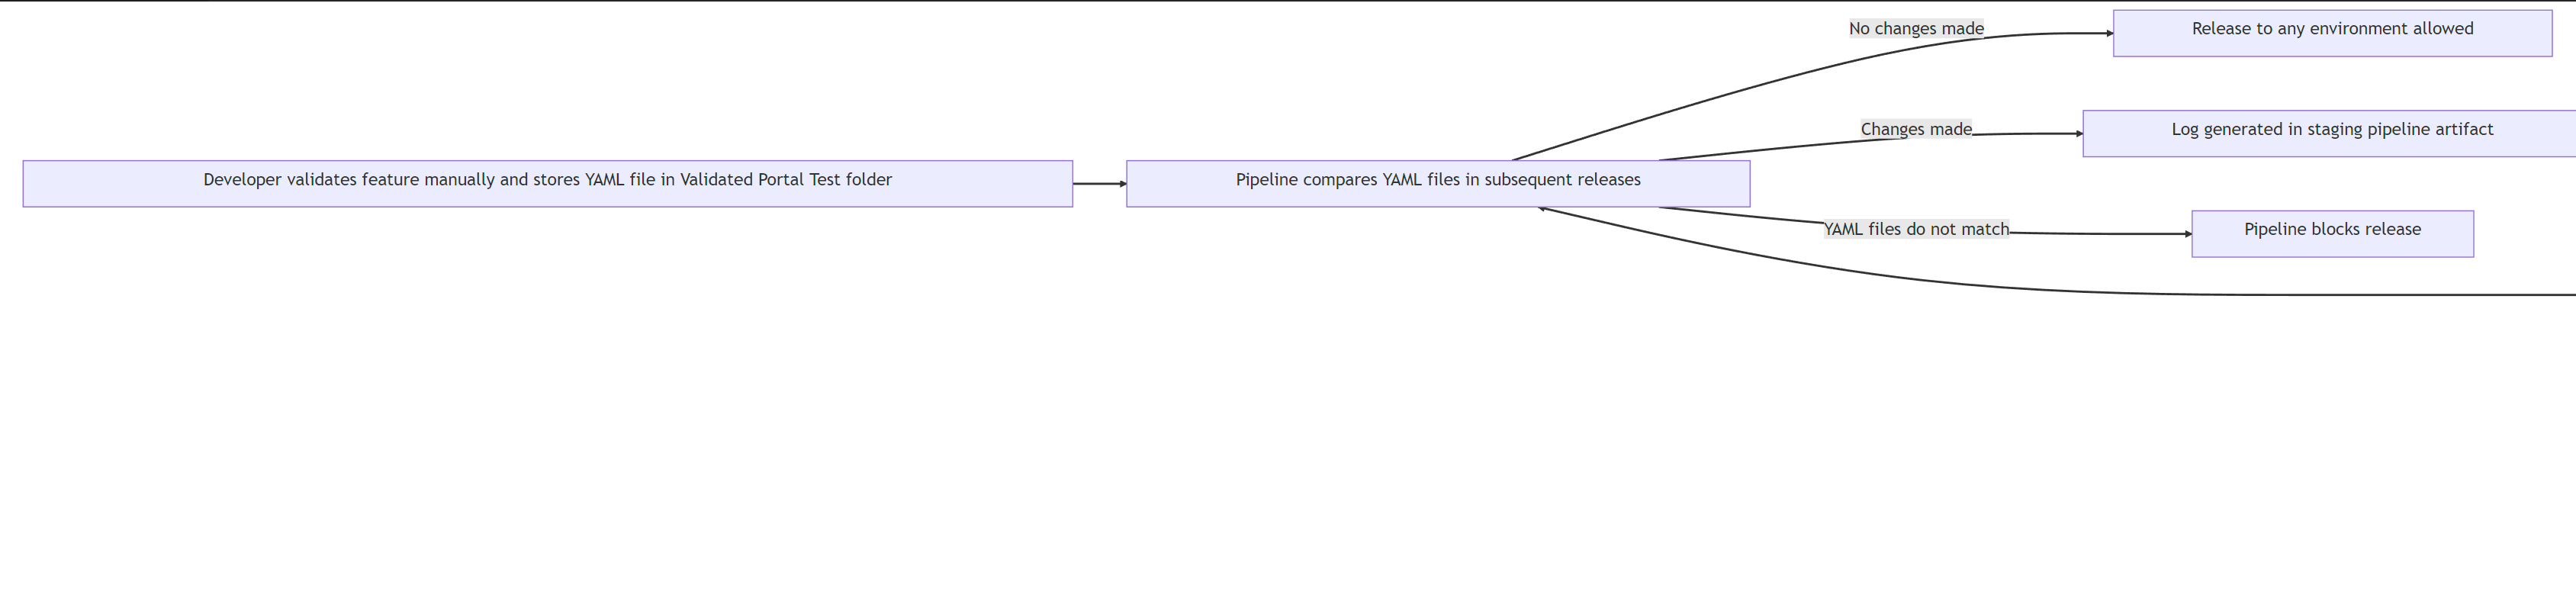 No changes made
Release to any environment allowed
Changes made
Log generated in staging pipeline artifact
Developer validates feature manually and stores YAML file in Validated Portal Test folder
Pipeline compares YAML files in subsequent releases
YAML files do not match
Pipeline blocks release